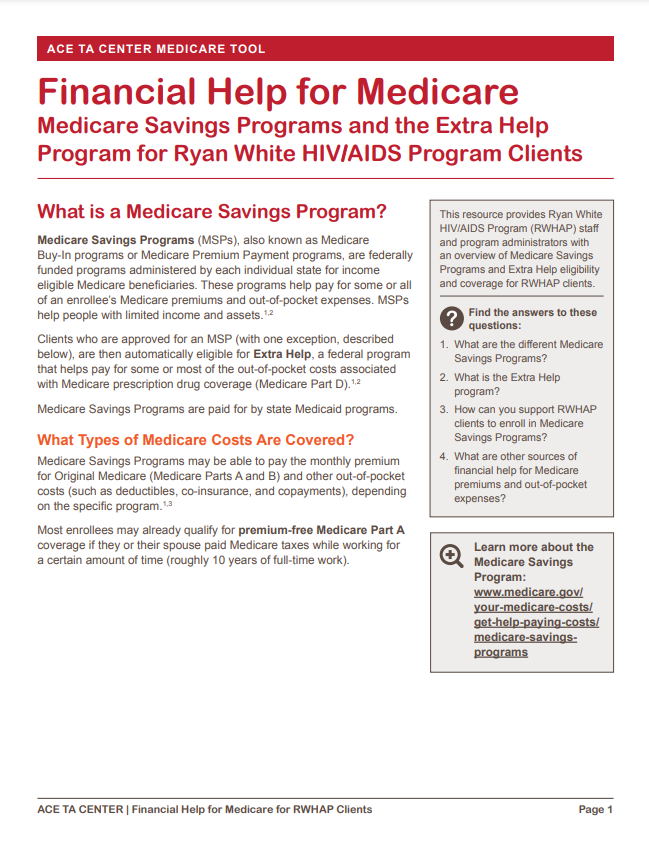 ACE TA CENTER MEDICARE TOOL
Financial Help for Medicare
Medicare Savings Programs and the Extra Help
Program for Ryan White HIV/AIDS Program Clients
What is a Medicare Savings Program?
Medicare Savings Programs (MSPs), also known as Medicare
Buy-In programs or Medicare Premium Payment programs, are federally
funded programs administered by each individual state for income
eligible Medicare beneficiaries. These programs help pay for some or all
of an enrollee's Medicare premiums and out-of-pocket expenses. MSPs
help people with limited income and assets.1,2
Clients who are approved for an MSP (with one exception, described
below), are then automatically eligible for Extra Help, a federal program
that helps pay for some or most of the out-of-pocket costs associated
with Medicare prescription drug coverage (Medicare Part D).1,2
Medicare Savings Programs are paid for by state Medicaid programs.
What Types of Medicare Costs Are Covered?
Medicare Savings Programs may be able to pay the monthly premium
for Original Medicare (Medicare Parts A and B) and other out-of-pocket
costs (such as deductibles, co-insurance, and copayments), depending
on the specific program.1,3
Most enrollees may already qualify for premium-free Medicare Part A
coverage if they or their spouse paid Medicare taxes while working for
a certain amount of time (roughly 10 years of full-time work).
This resource provides Ryan White
HIV/AIDS Program (RWHAP) staff
and program administrators with
an overview of Medicare Savings
Programs and Extra Help eligibility
and coverage for RWHAP clients.
?
Find the answers to these
questions:
1. What are the different Medicare
Savings Programs?
2. What is the Extra Help
program?
3. How can you support RWHAP
clients to enroll in Medicare
Savings Programs?
4. What are other sources of
financial help for Medicare
premiums and out-of-pocket
expenses?
Learn more about the
Medicare Savings
Program:
www.medicare.gov/
your-medicare-costs/
get-help-paying-costs/
medicare-savings-
programs
ACE TA CENTER | Financial Help for Medicare for RWHAP Clients
Page 1